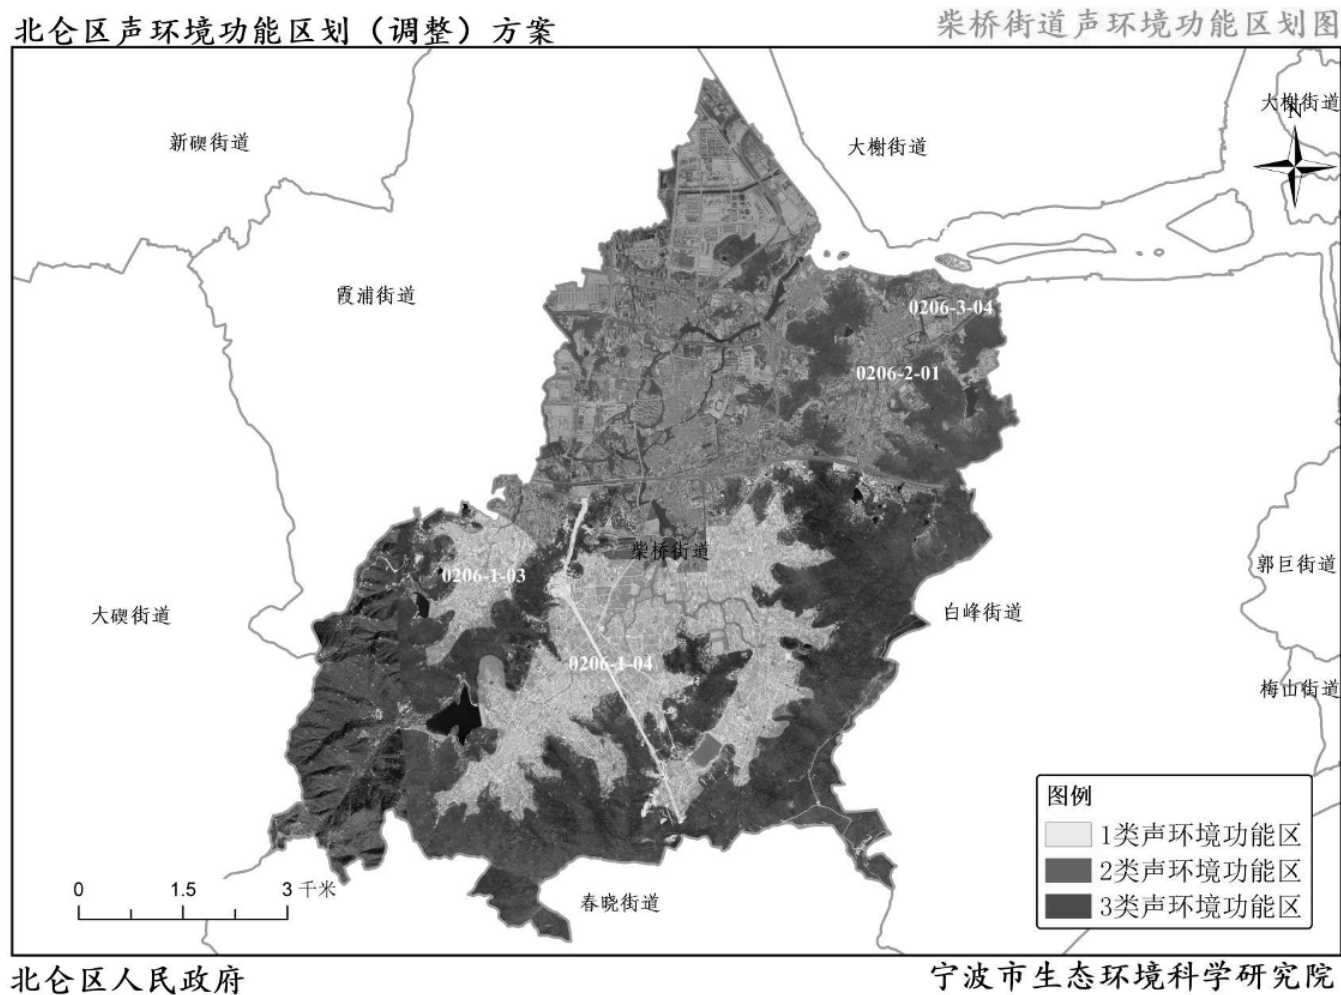 北仑区声环境功能区划（调整）方案
柴桥街道声环境功能区划图
大榭街道
N
新碶街道
大榭街道
霞浦街道
0206-3-04
0206-2-01
柴桥街道
0206-1-03
郭巨街道
大碶街道
白峰街道
0206-1-04
梅山街道
图例
1类声环境功能区
2类声环境功能区
3类声环境功能区
0 1.5 3 千米
春晓街道
北仑区人民政府
宁波市生态环境科学研究院